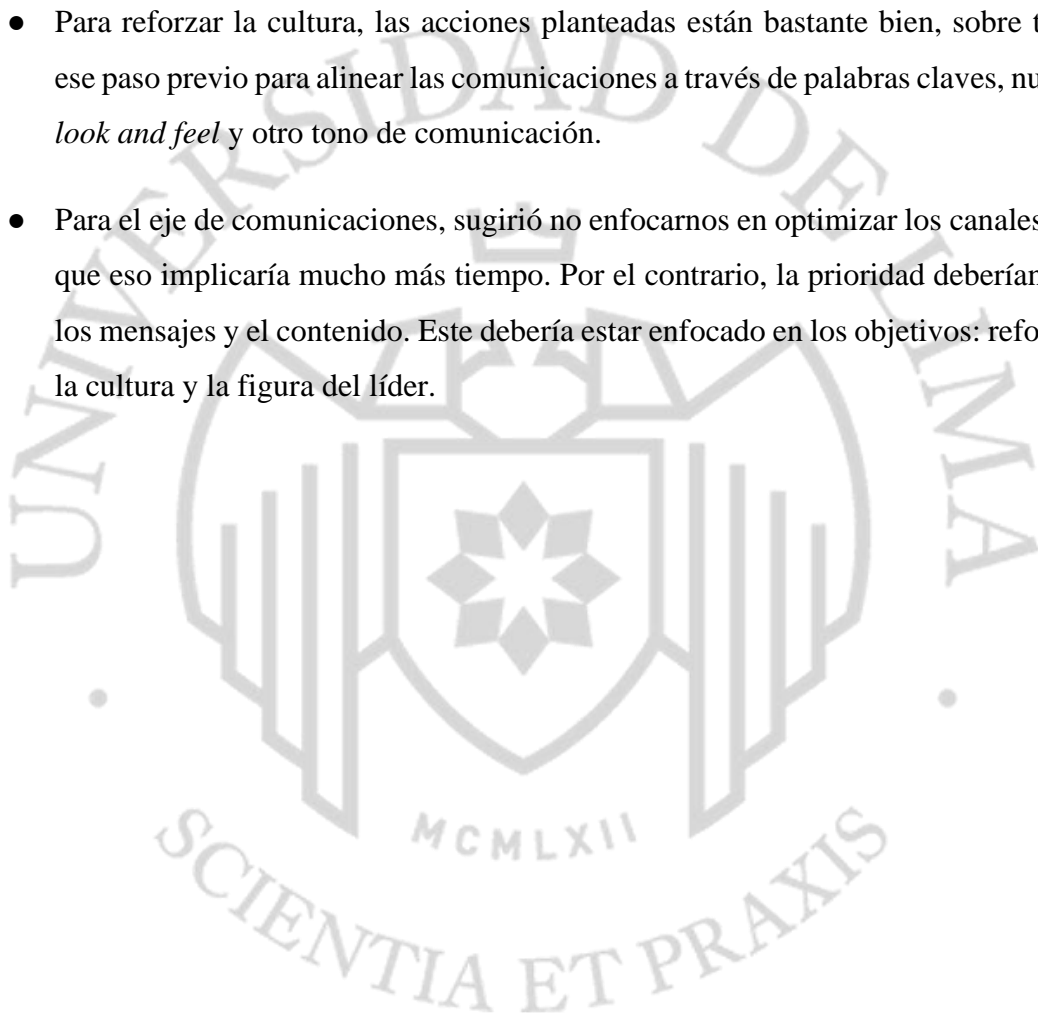 ● Para reforzar la cultura, las acciones planteadas están bastante bien, sobre t
ese paso previo para alinear las comunicaciones a través de palabras claves, nu
look and feel y otro tono de comunicación.
● Para el eje de comunicaciones, sugirió no enfocarnos en optimizar los canales
que eso implicaría mucho más tiempo. Por el contrario, la prioridad deberían
los mensajes y el contenido. Este debería estar enfocado en los objetivos: refo
la cultura y la figura del líder.
UNIVERSIDAD DE LIMA
MCMLXII
SCIENTIA ET PRAXIS